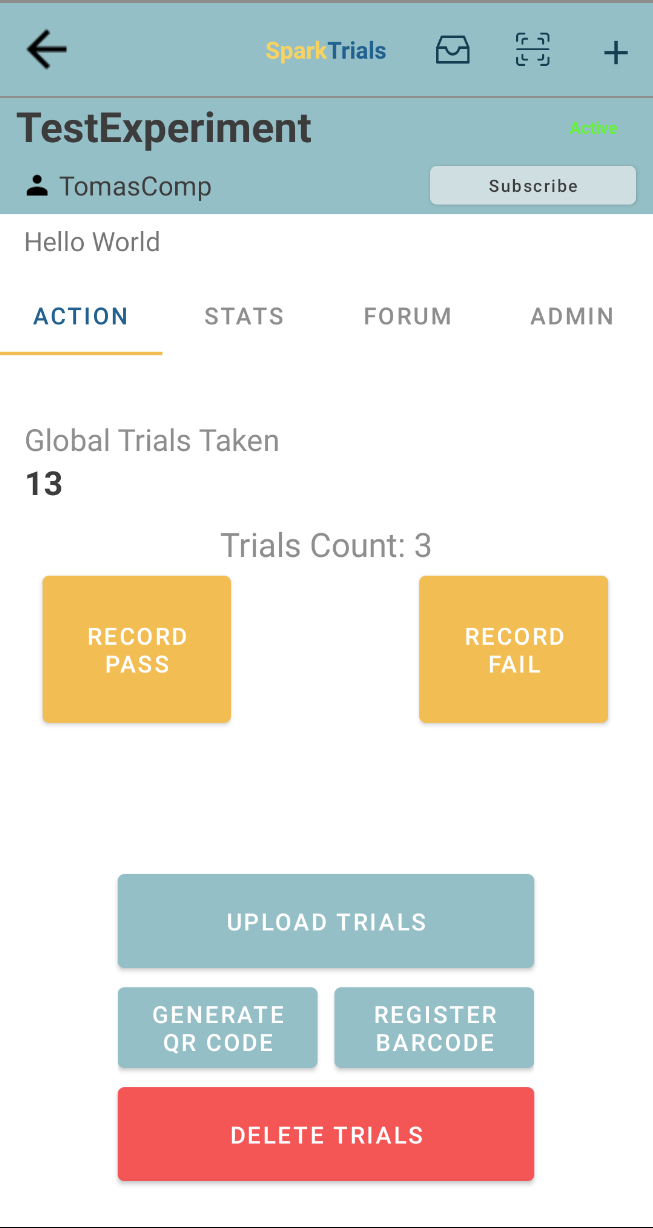 SparkTrials
TestExperiment
Active
TomasComp
Subscribe
Hello World
ACTION STATS FORUM ADMIN
Global Trials Taken
13
Trials Count: 3
RECORD
PASS
RECORD
FAIL
UPLOAD TRIALS
GENERATE
QR CODE
REGISTER
BARCODE
DELETE TRIALS